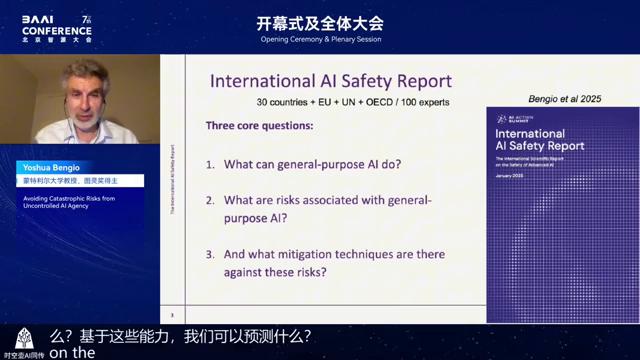 BAAI 7th
CONFERENCE
北京智源大会
开幕式及全体大会
Opening Ceremony & Plenary Session
Yoshua Bengio
蒙特利尔大学教授、图灵奖得主
Avoiding Catastrophic Risks from
Uncontrolled AI Agency
The International AI Safety Report
International AI Safety Report
30 countries + EU + UN + OECD / 100 experts
Three core questions:
1. What can general-purpose AI do?
2. What are risks associated with general-
purpose AI?
3. And what mitigation techniques are there
against these risks?
3
Bengio et al 2025
AI ACTION
SUMMIT
International
AI Safety Report
The International Scientific Report
on the Safety of Advanced AI
January 2025
时空壶AI同传
么？基于这些能力，我们可以预测什么？
on the